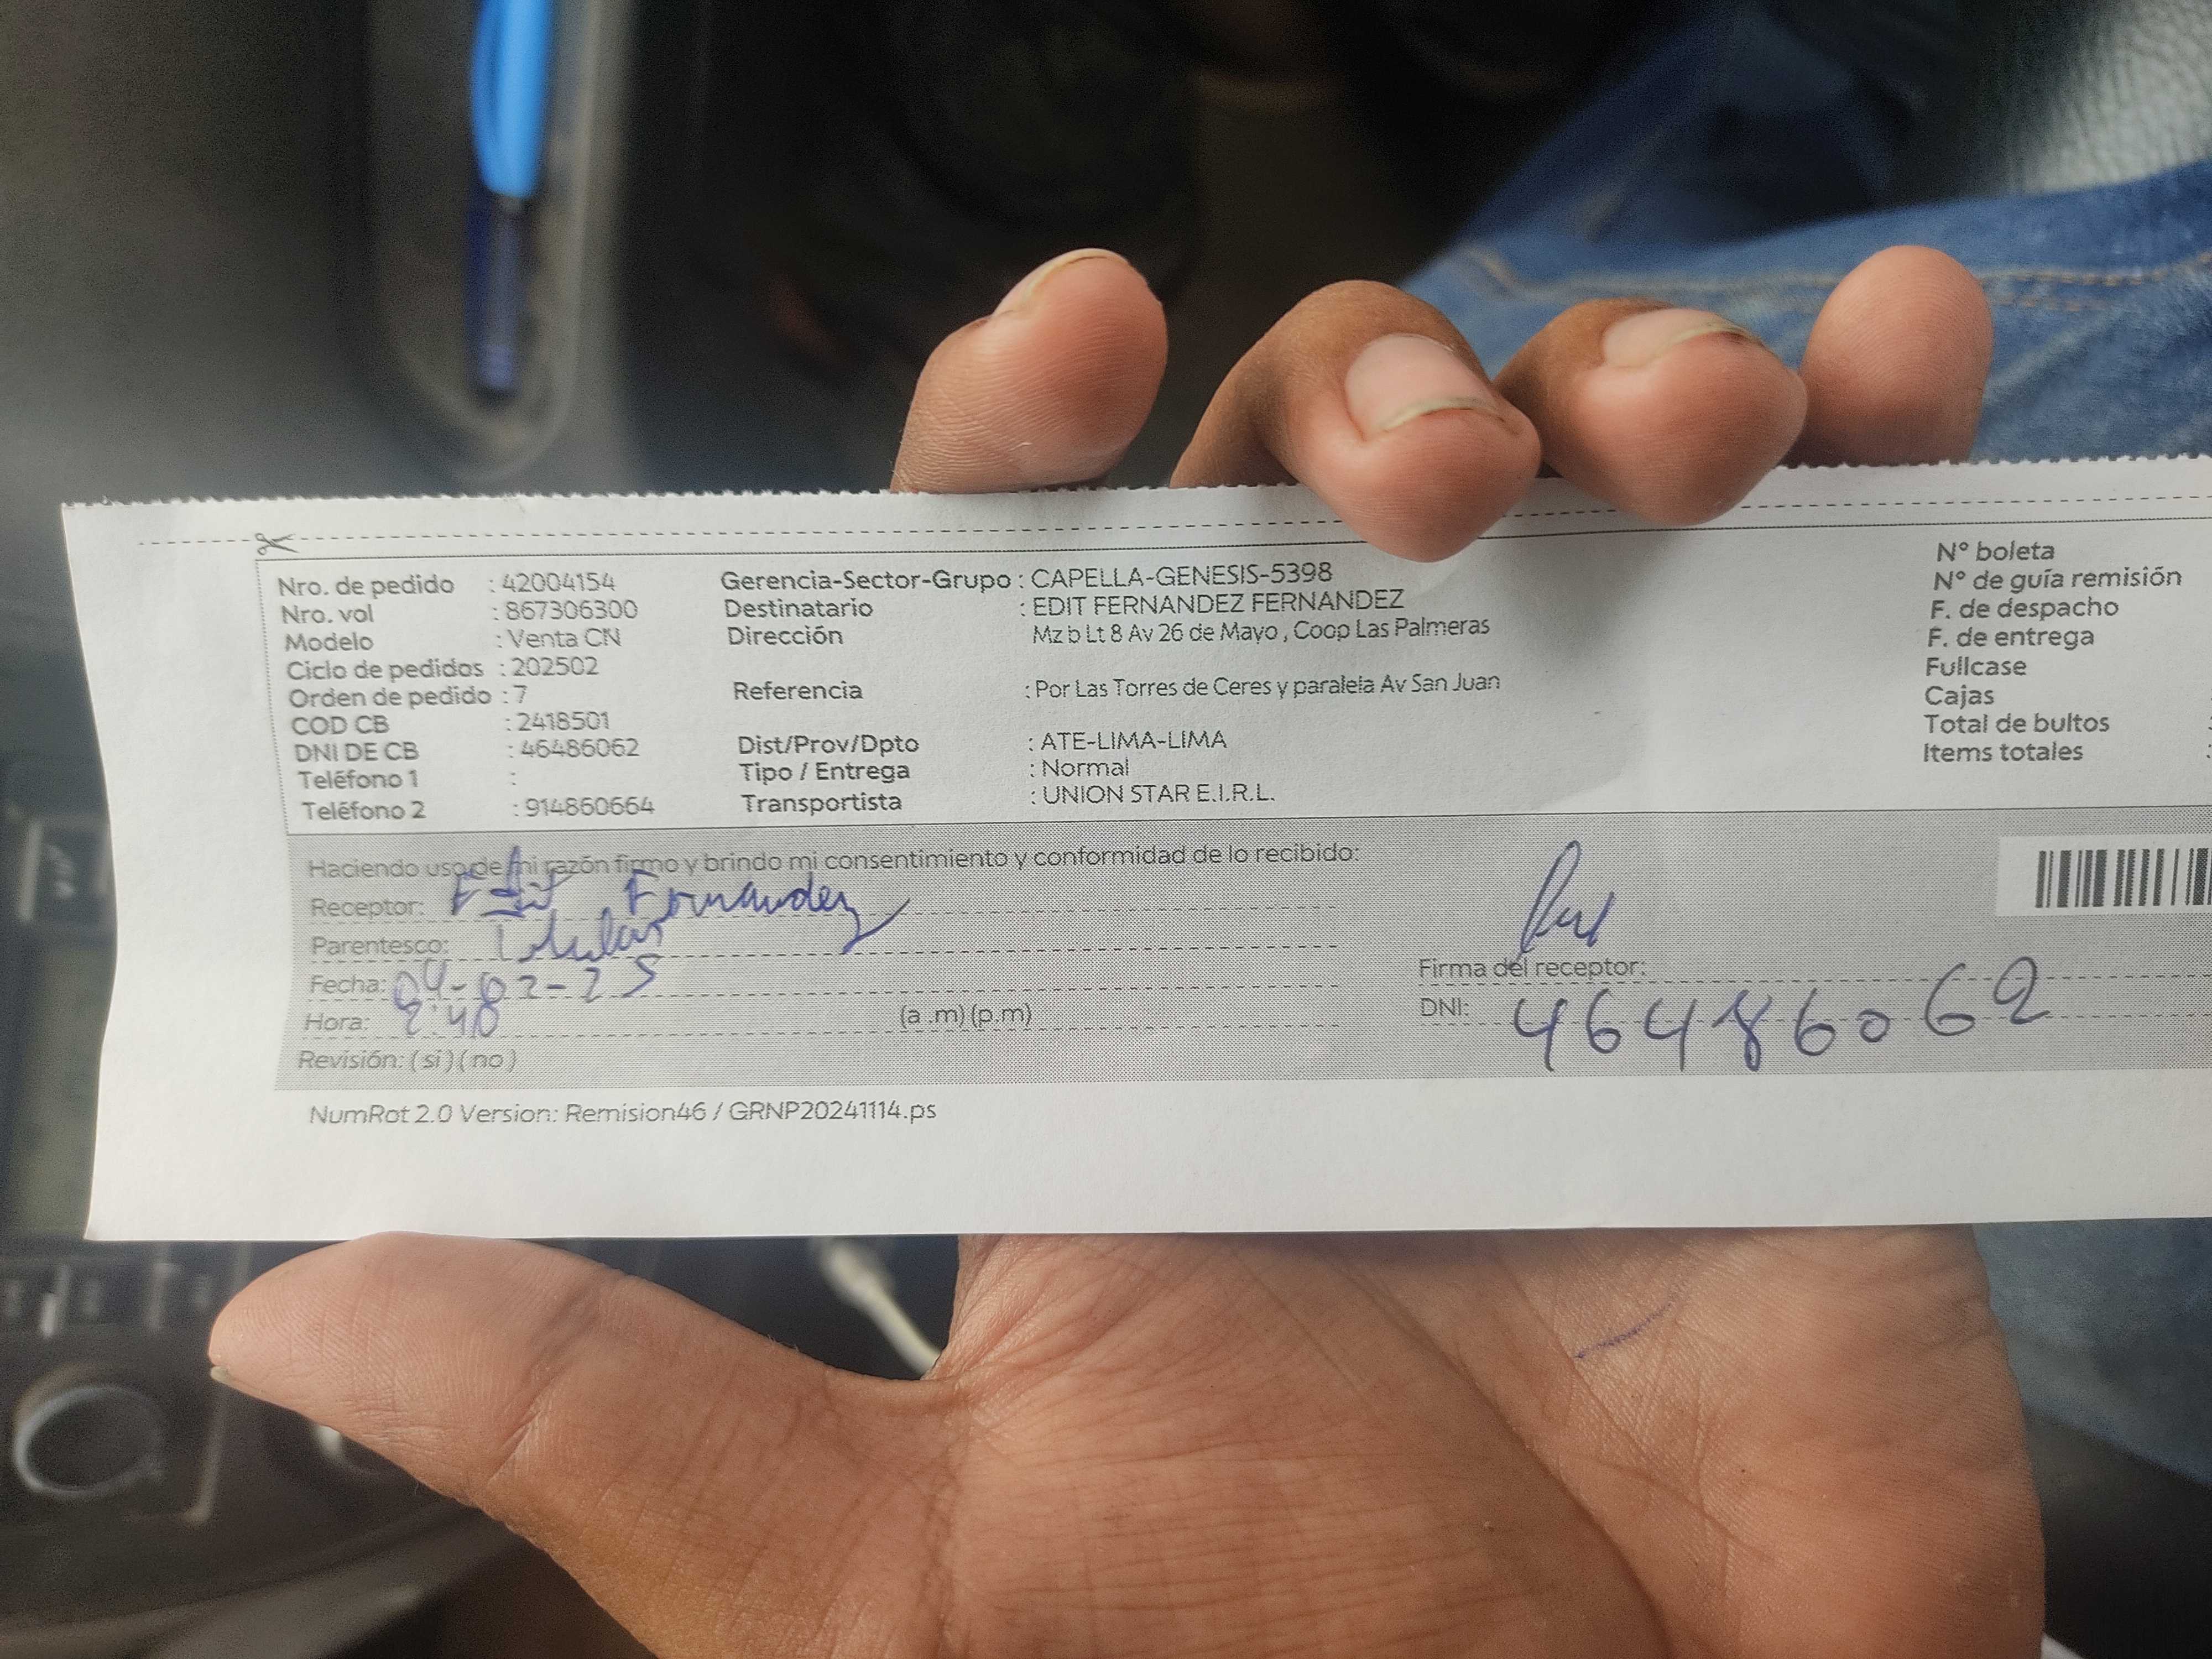 Nro. de pedido : 42004154
Nro. vol : 867306300
Modelo : Venta CN
Ciclo de pedidos : 202502
Orden de pedido : 7
COD CB : 2418501
DNI DE CB : 46486062
Teléfono 1 :
Teléfono 2 : 914860664
Gerencia-Sector-Grupo : CAPELLA-GENESIS-5398
Destinatario : EDIT FERNANDEZ FERNANDEZ
Dirección Mz b Lt 8 Av 26 de Mayo , Coop Las Palmeras
Referencia : Por Las Torres de Ceres y paralela Av San Juan
Dist/Prov/Dpto : ATE-LIMA-LIMA
Tipo / Entrega : Normal
Transportista : UNION STAR E.I.R.L.
N° boleta
N° de guía remisión
F. de despacho
F. de entrega
Fullcase
Cajas
Total de bultos :
Items totales :
Haciendo uso de mi razón firmo y brindo mi consentimiento y conformidad de lo recibido:
Receptor: Edit Fernandez
Parentesco: Titular
Fecha: 04-02-25
Hora: :40 (a .m) (p.m)
Revisión: ( si ) ( no )
Firma del receptor:
DNI: 46486062
NumRot 2.0 Version: Remision46 / GRNP20241114.ps